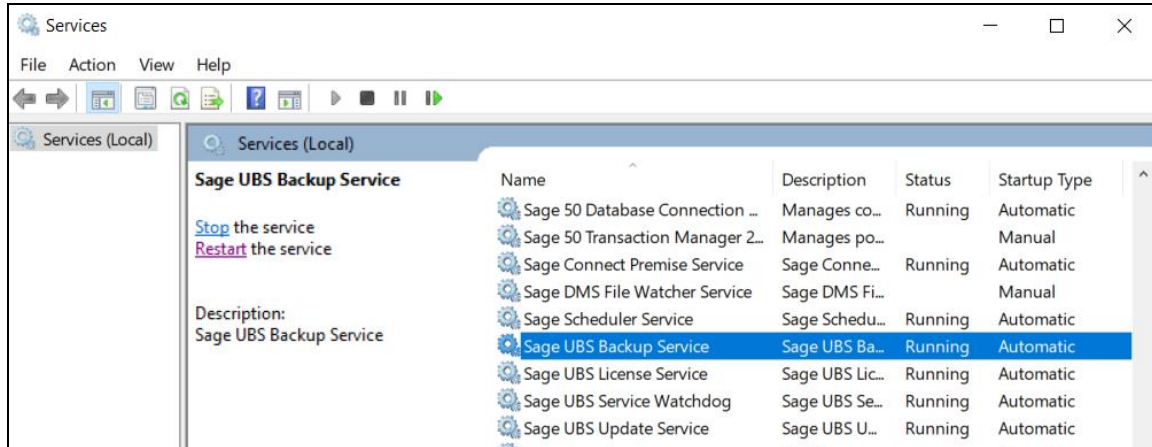 Services
File Action View Help
Services (Local)
Services (Local)
Sage UBS Backup Service
Stop the service
Restart the service
Description:
Sage UBS Backup Service
Name Description Status Startup Type
Sage 50 Database Connection ... Manages co... Running Automatic
Sage 50 Transaction Manager 2... Manages po... Manual
Sage Connect Premise Service Sage Conne... Running Automatic
Sage DMS File Watcher Service Sage DMS Fi... Manual
Sage Scheduler Service Sage Schedu... Running Automatic
Sage UBS Backup Service Sage UBS Ba... Running Automatic
Sage UBS License Service Sage UBS Lic... Running Automatic
Sage UBS Service Watchdog Sage UBS Se... Running Automatic
Sage UBS Update Service Sage UBS U... Running Automatic